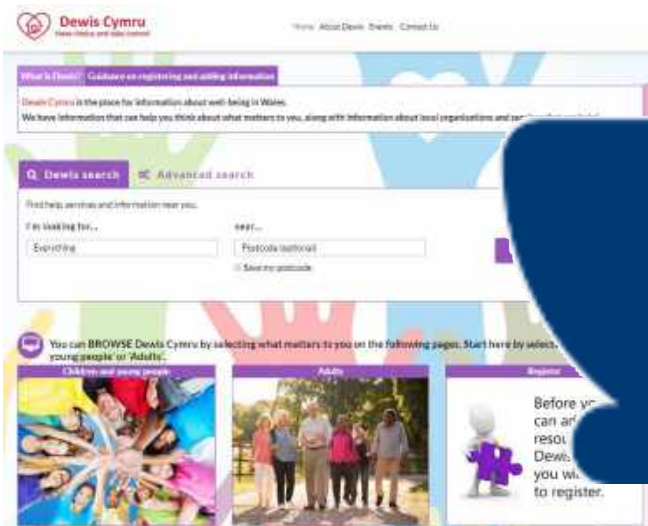 Dewis Cymru
Have choice and take control
Home About Dewis Events Contact Us
What is Dewis? Guidance on registering and adding information
Dewis Cymru is the place for information about well-being in Wales.
We have information that can help you think about what matters to you, along with information about local organisations and
Dewis search Advanced search
Find help, services and information near you.
I'm looking for... near...
Everything Postcode (optional)
Save my postcode
You can BROWSE Dewis Cymru by selecting what matters to you on the following pages. Start here by
young people' or 'Adults'.
Children and young people Adults Register
Before
can
Dewis
you
to register.